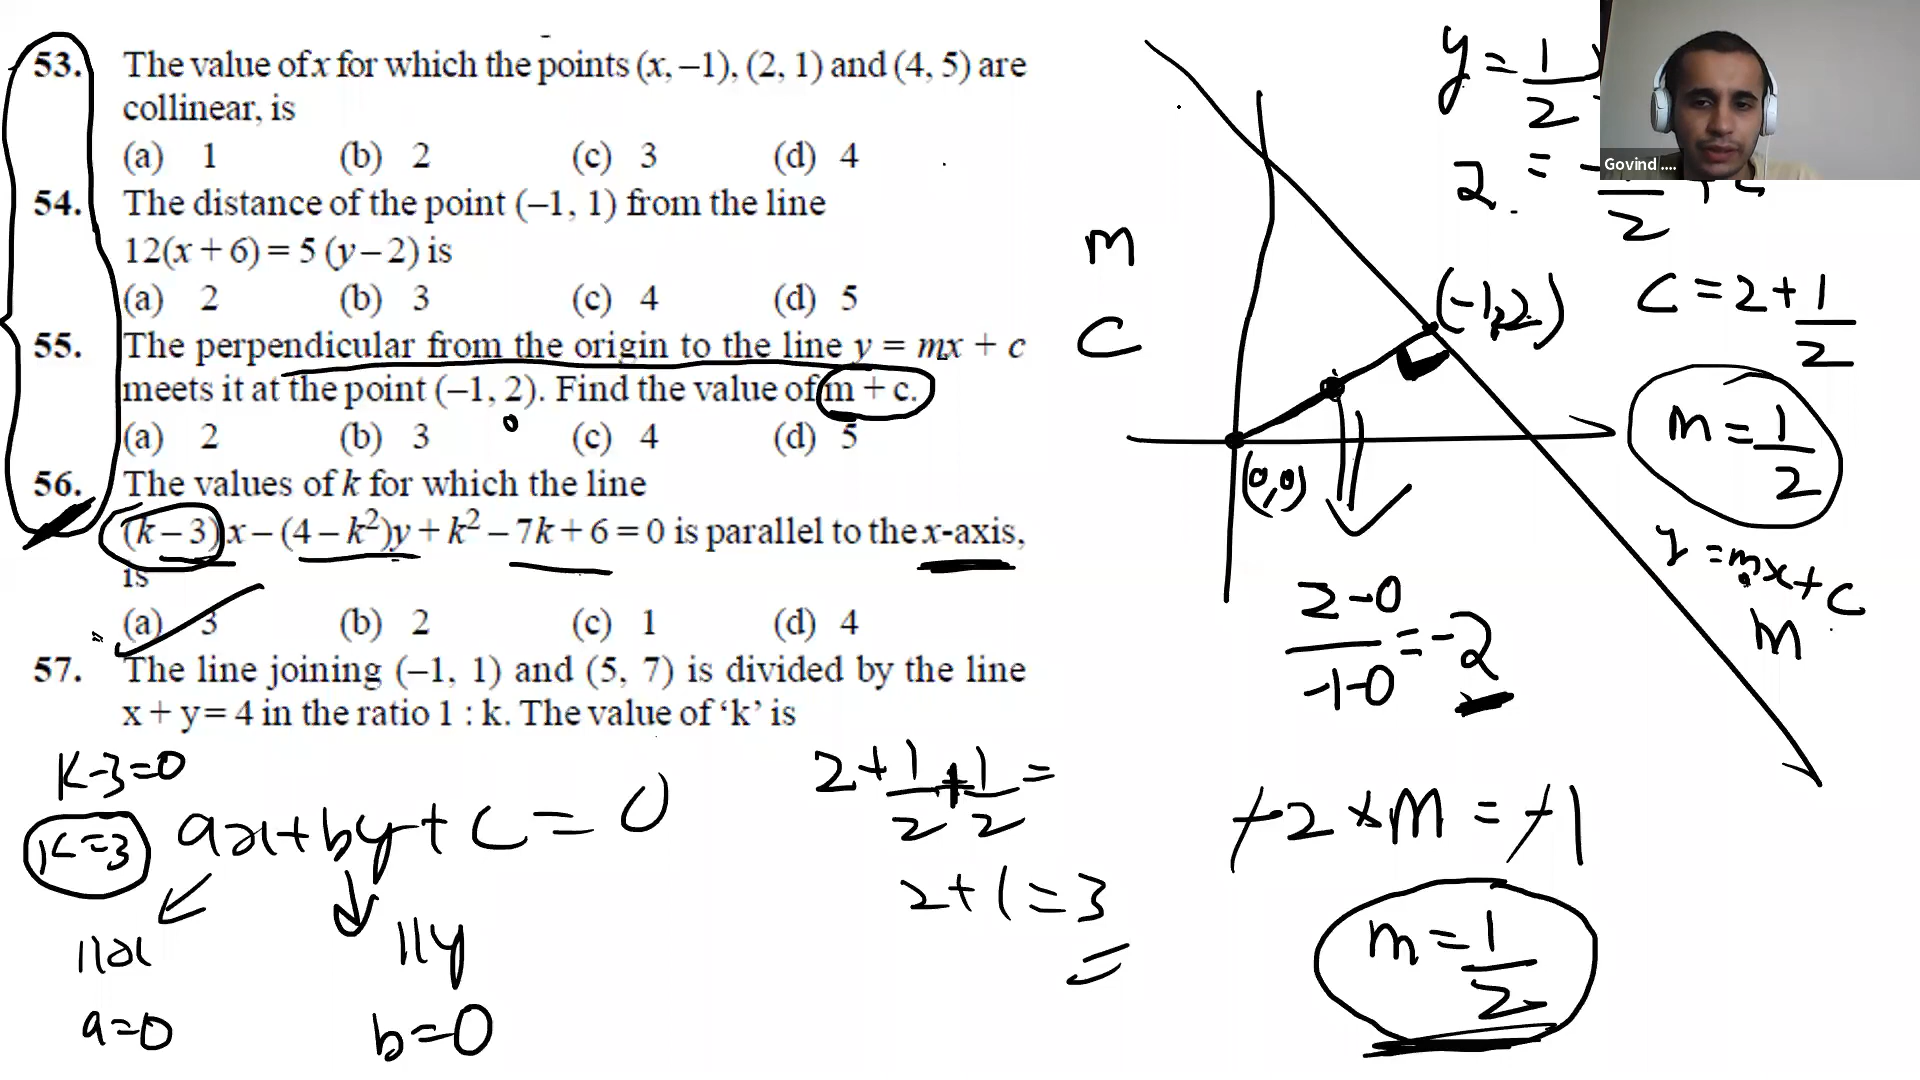 53. The value of x for which the points (x, –1), (2, 1) and (4, 5) are
collinear, is
(a) 1 (b) 2 (c) 3 (d) 4
54. The distance of the point (–1, 1) from the line
12(x + 6) = 5 (y – 2) is
(a) 2 (b) 3 (c) 4 (d) 5
55. The perpendicular from the origin to the line y = mx + c
meets it at the point (–1, 2). Find the value of m + c.
(a) 2 (b) 3 (c) 4 (d) 5
56. The values of k for which the line
(k – 3) x – (4 – k²)y + k² – 7k + 6 = 0 is parallel to the x-axis,
is
(a) 3 (b) 2 (c) 1 (d) 4
57. The line joining (–1, 1) and (5, 7) is divided by the line
x + y = 4 in the ratio 1 : k. The value of ‘k’ is
K-3=0
K=3
ax+by+c=0
||x
a=0
||y
b=0
2+1/2+1/2=
2+1=3
m
C
(-1,2)
(0,0)
2-0/-1-0=-2
-2×m=-1
m=1/2
y=1/2
2=
C=2+1/2
m=1/2
y=mx+c
m
Govind ....